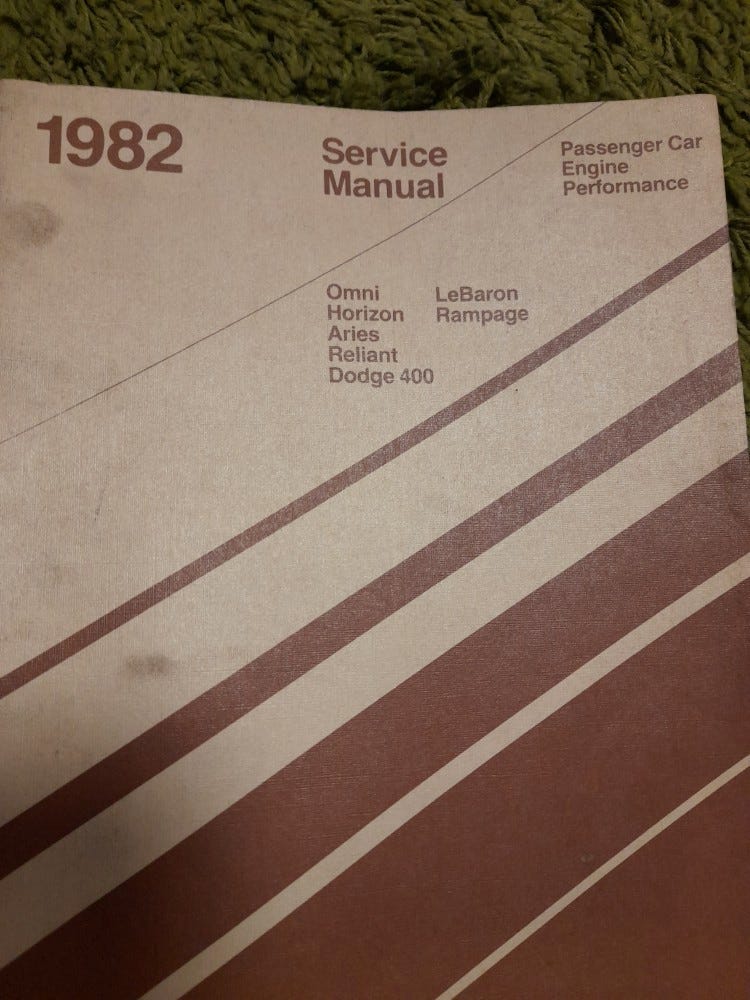 1982
Service
Manual
Passenger Car
Engine
Performance
Omni
Horizon
Aries
Reliant
Dodge 400
LeBaron
Rampage